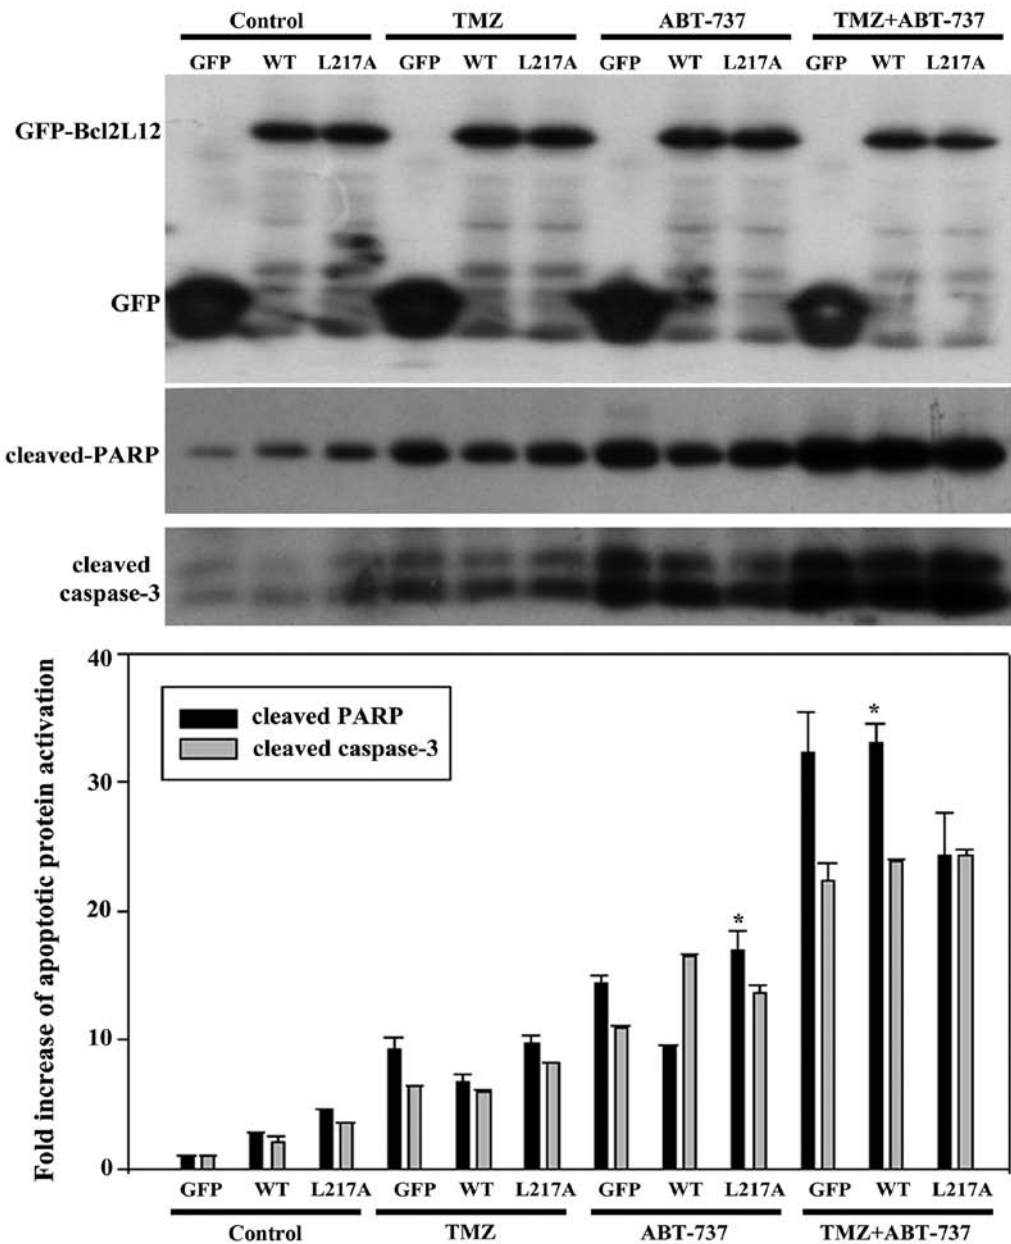 Control TMZ ABT-737 TMZ+ABT-737
GFP WT L217A GFP WT L217A GFP WT L217A GFP WT L217A
GFP-Bcl2L12
GFP
cleaved-PARP
cleaved
caspase-3
Fold increase of apoptotic protein activation
40
30
20
10
0
cleaved PARP
cleaved caspase-3
*
*
GFP WT L217A GFP WT L217A GFP WT L217A GFP WT L217A
Control TMZ ABT-737 TMZ+ABT-737